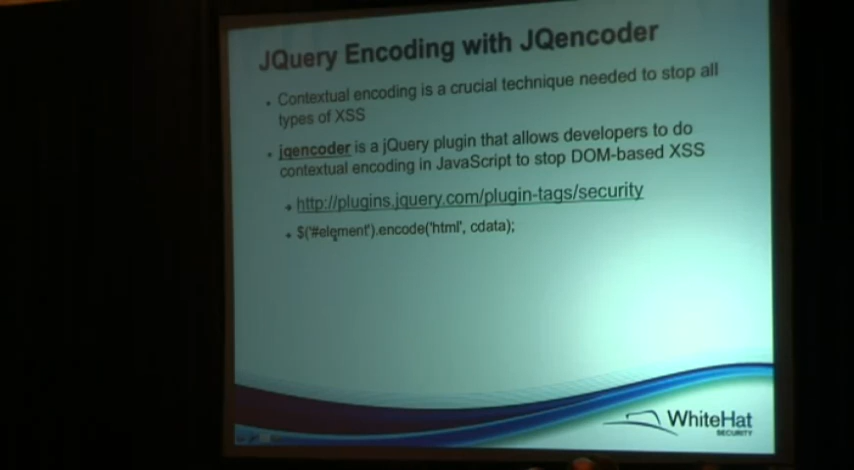 JQuery Encoding with JQencoder
• Contextual encoding is a crucial technique needed to stop all
types of XSS
• jqencoder is a jQuery plugin that allows developers to do
contextual encoding in JavaScript to stop DOM-based XSS
• http://plugins.jquery.com/plugin-tags/security
• $('#element').encode('html', cdata);
WhiteHat
SECURITY